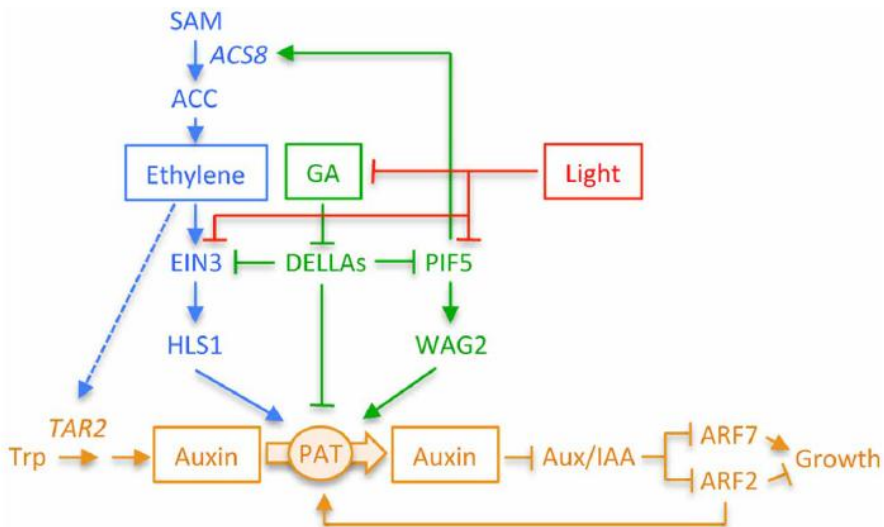 SAM
ACS8
ACC
Ethylene GA Light
EIN3 DELLAs PIF5
HLS1 WAG2
TAR2
Trp Auxin PAT Auxin Aux/IAA ARF7 Growth
ARF2